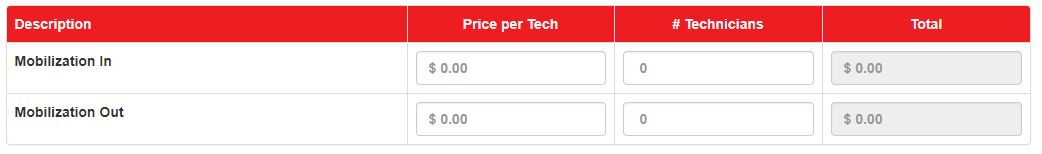 Description Price per Tech # Technicians Total
Mobilization In $ 0.00 0 $ 0.00
Mobilization Out $ 0.00 0 $ 0.00